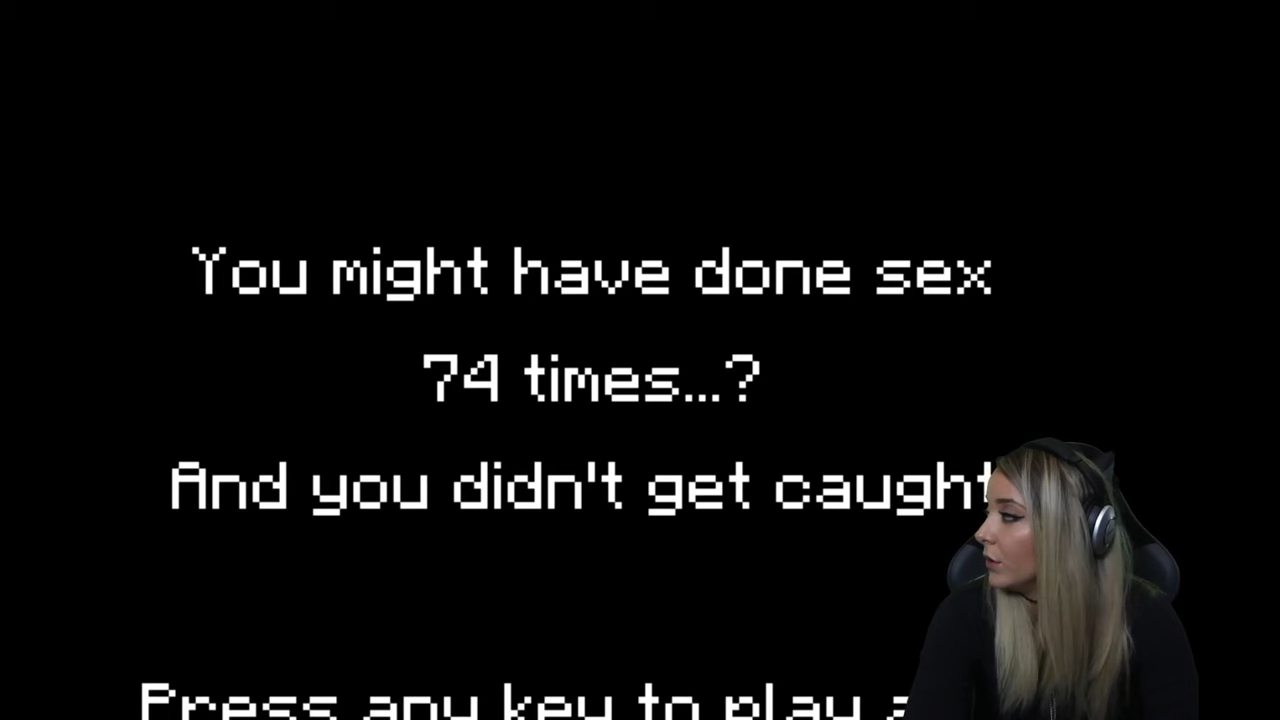 You might have done sex
74 times...?
And you didn't get caught
Press any key to play